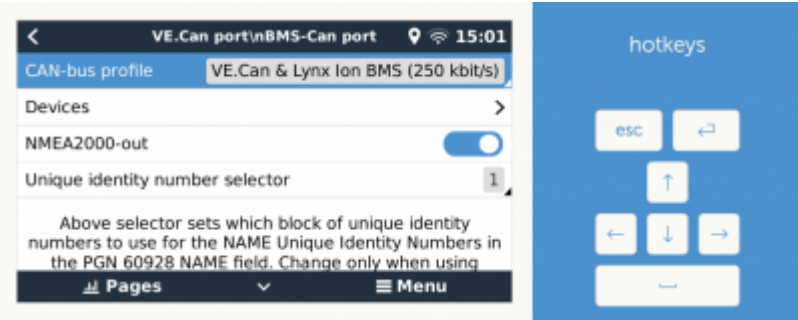 VE.Can port\nBMS-Can port 15:01
CAN-bus profile VE.Can & Lynx Ion BMS (250 kbit/s)
Devices
NMEA2000-out
Unique identity number selector 1
Above selector sets which block of unique identity
numbers to use for the NAME Unique Identity Numbers in
the PGN 60928 NAME field. Change only when using
Pages Menu
hotkeys
esc